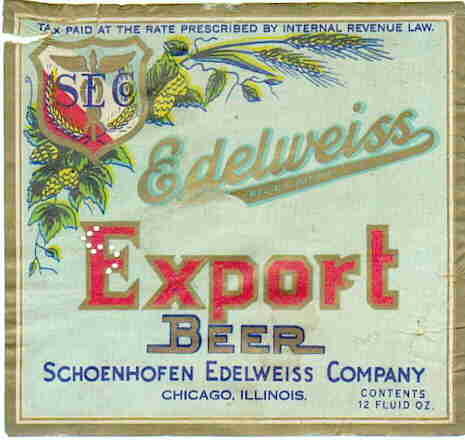 TAX PAID AT THE RATE PRESCRIBED BY INTERNAL REVENUE LAW.
SECo
Edelweiss
Export
BEER
SCHOENHOFEN EDELWEISS COMPANY
CHICAGO, ILLINOIS.
CONTENTS
12 FLUID OZ.